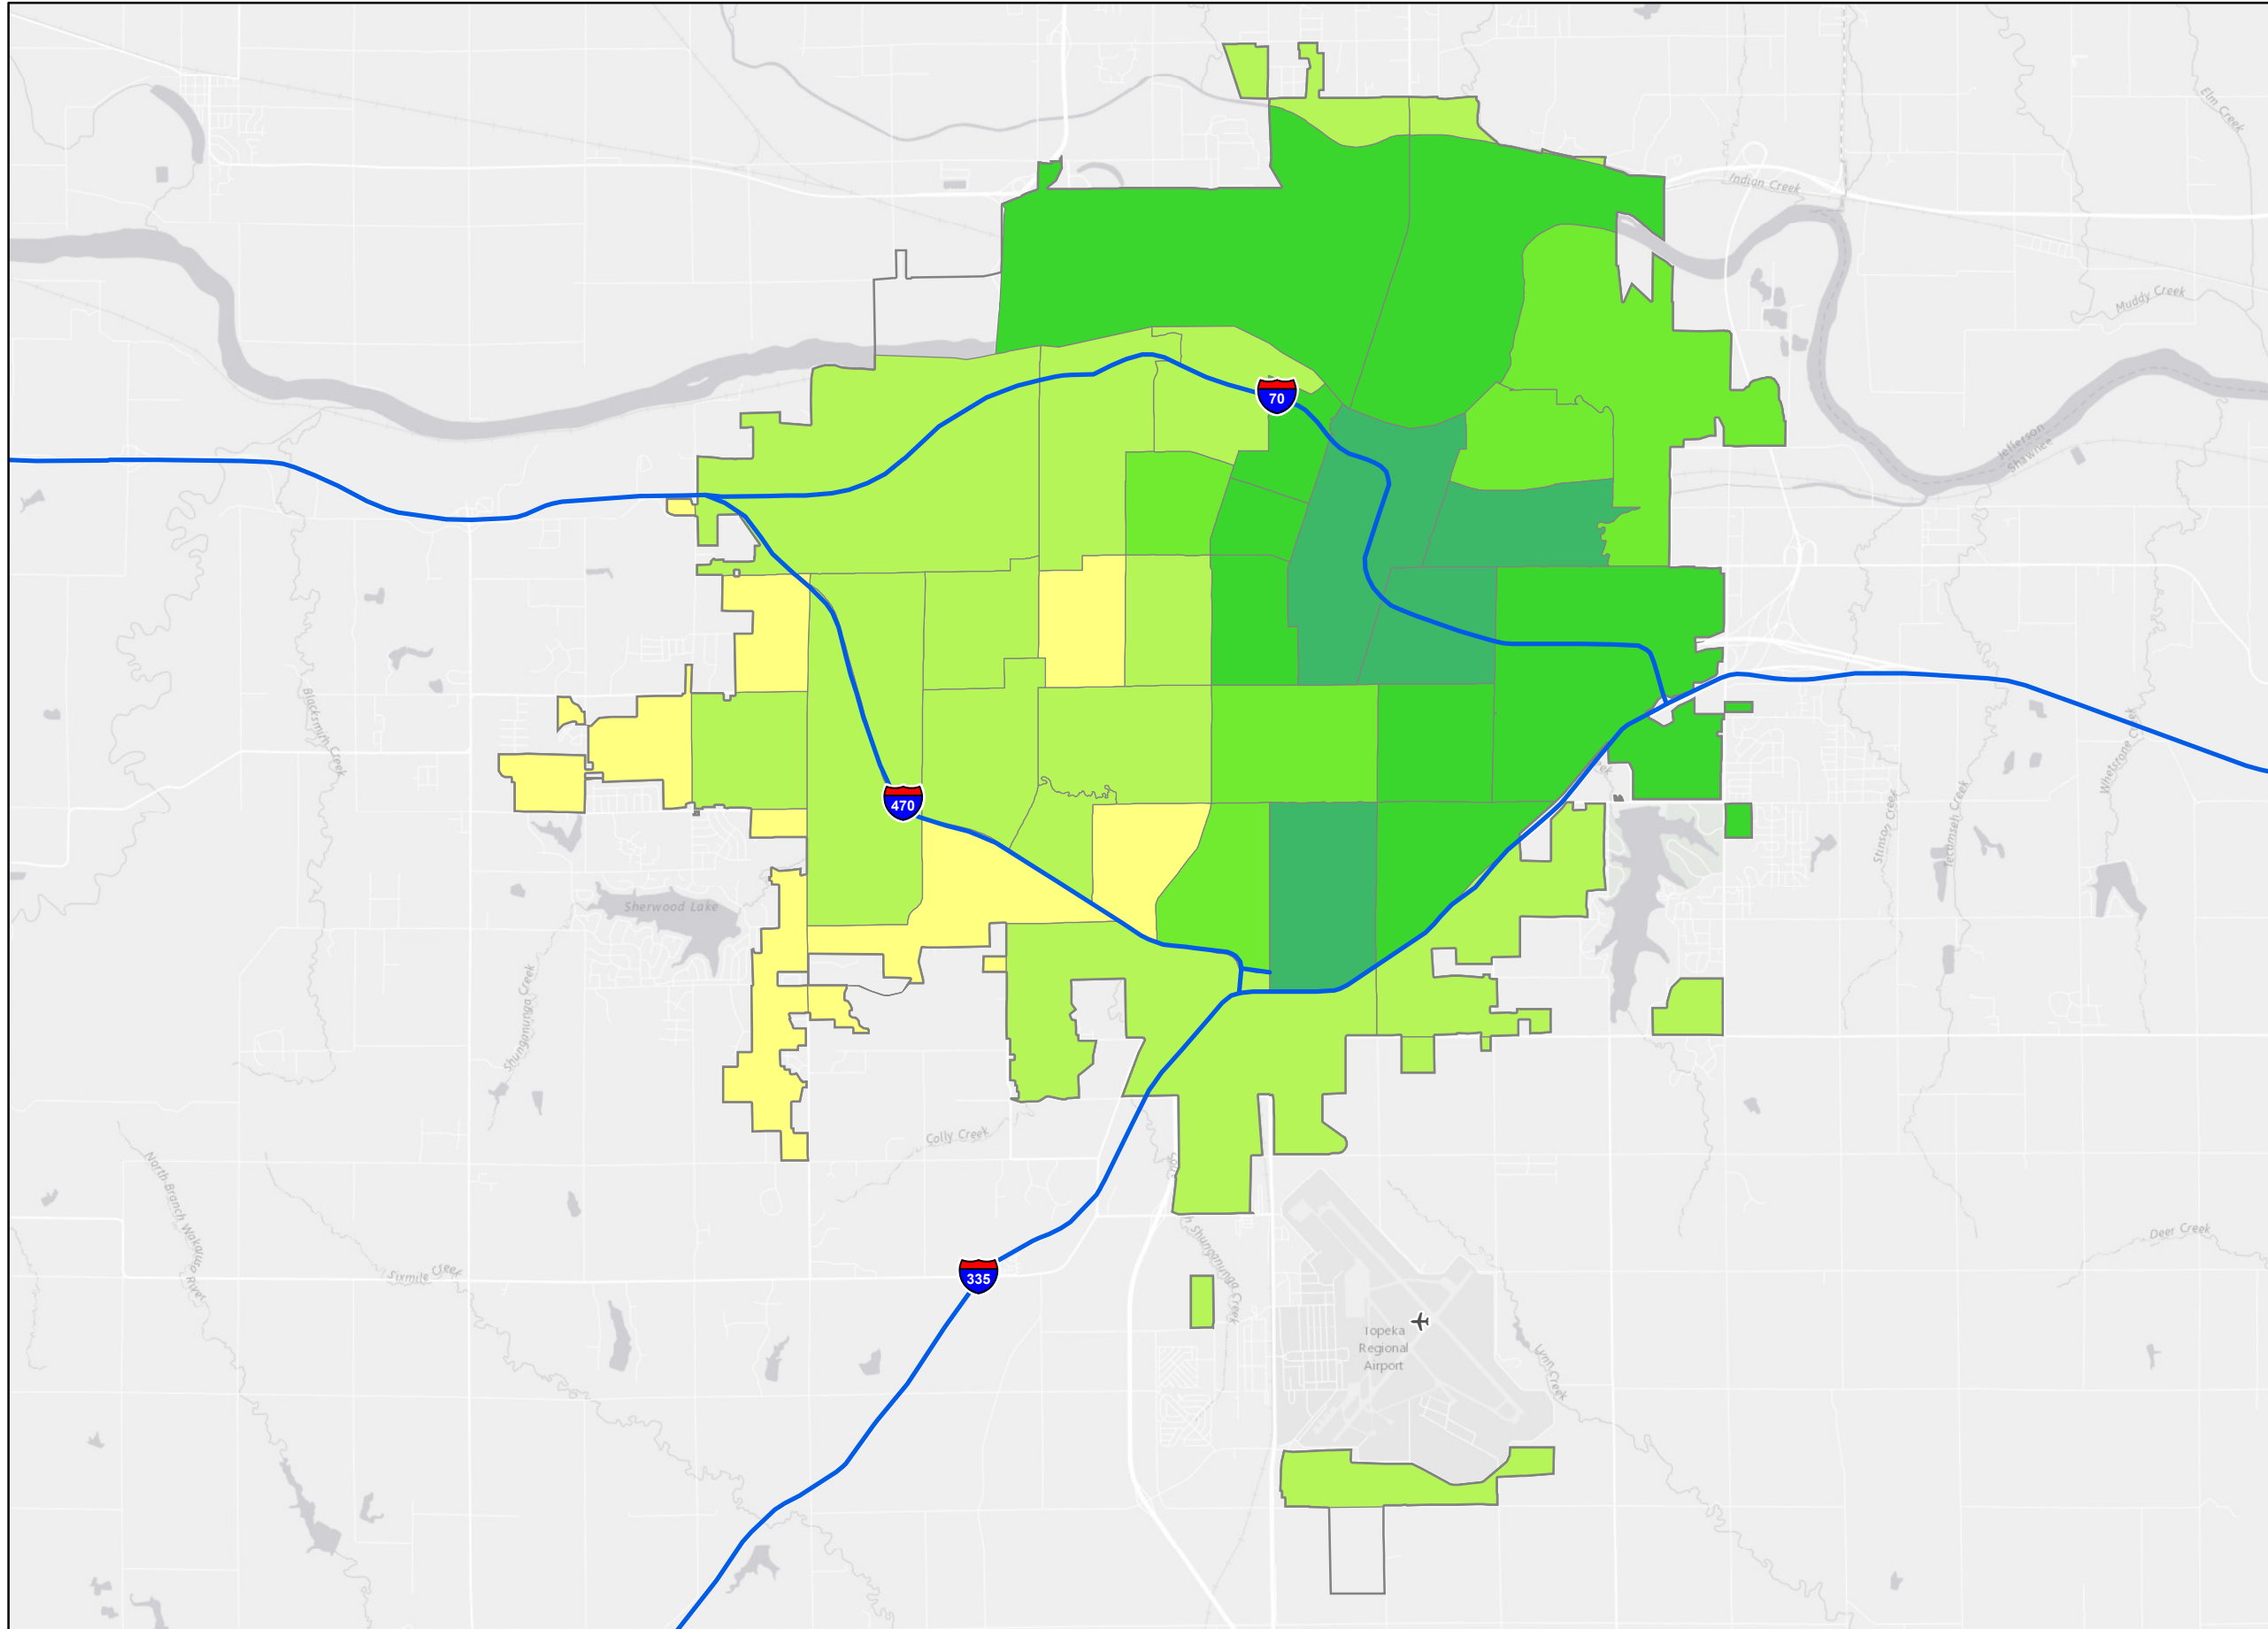 Elm Creek
Indian Creek
Muddy Creek
70
Jefferson
Shawnee
Blacksmith Creek
Whetstone Creek
470
Stinson Creek
Tecumseh Creek
Sherwood Lake
Shunganunga Creek
Colly Creek
North Branch Wakarusa River
Shunganunga Creek
Deer Creek
Sixmile Creek
335
Topeka
Regional
Airport
Lynn Creek